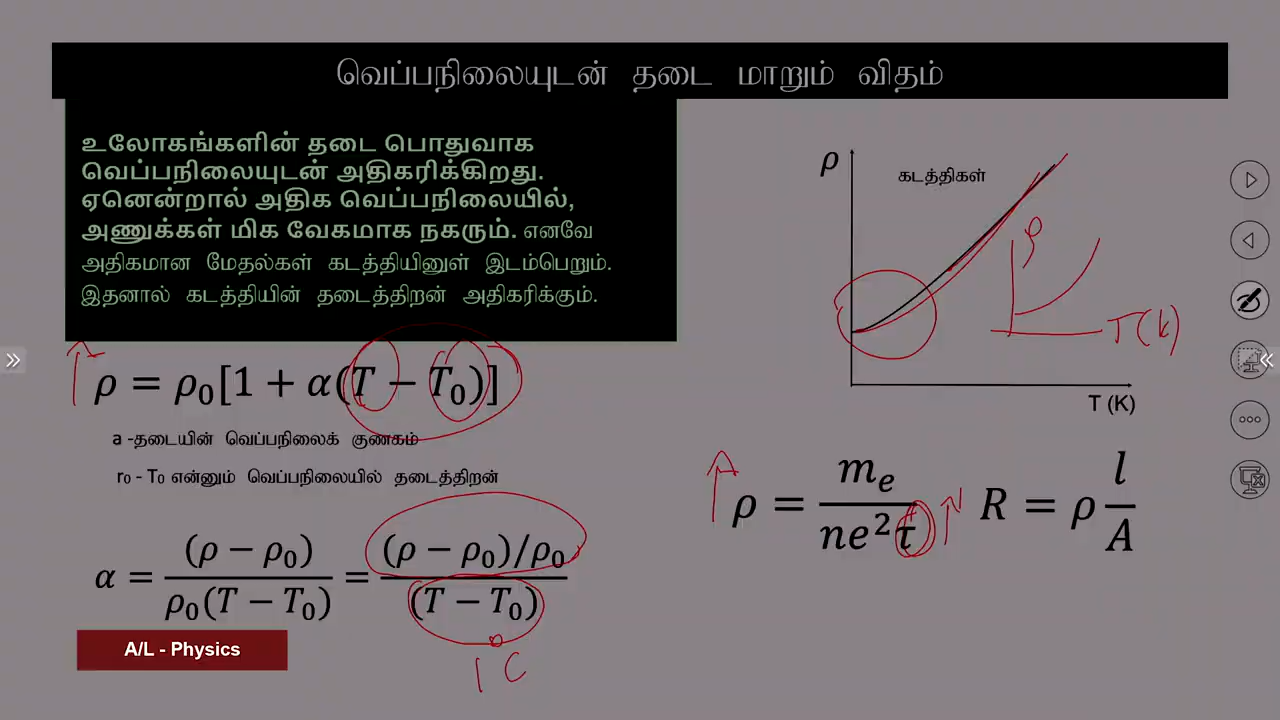 வெப்பநிலையுடன் தடை மாறும் விதம்
உலோகங்களின் தடை பொதுவாக
வெப்பநிலையுடன் அதிகரிக்கிறது.
ஏனென்றால் அதிக வெப்பநிலையில்,
அணுக்கள் மிக வேகமாக நகரும். எனவே
அதிகமான மேதல்கள் கடத்தியினுள் இடம்பெறும்.
இதனால் கடத்தியின் தடைத்திறன் அதிகரிக்கும்.
ρ = ρ₀[1 + α(T − T₀)]
a -தடையின் வெப்பநிலைக் குணகம்
r₀ - T₀ என்னும் வெப்பநிலையில் தடைத்திறன்
α = (ρ − ρ₀) / ρ₀(T − T₀) = (ρ − ρ₀)/ρ₀ / (T − T₀)
1°C
A/L - Physics
ρ
கடத்திகள்
T (K)
ρ
T(K)
ρ = mₑ / ne²τ
R = ρ l / A